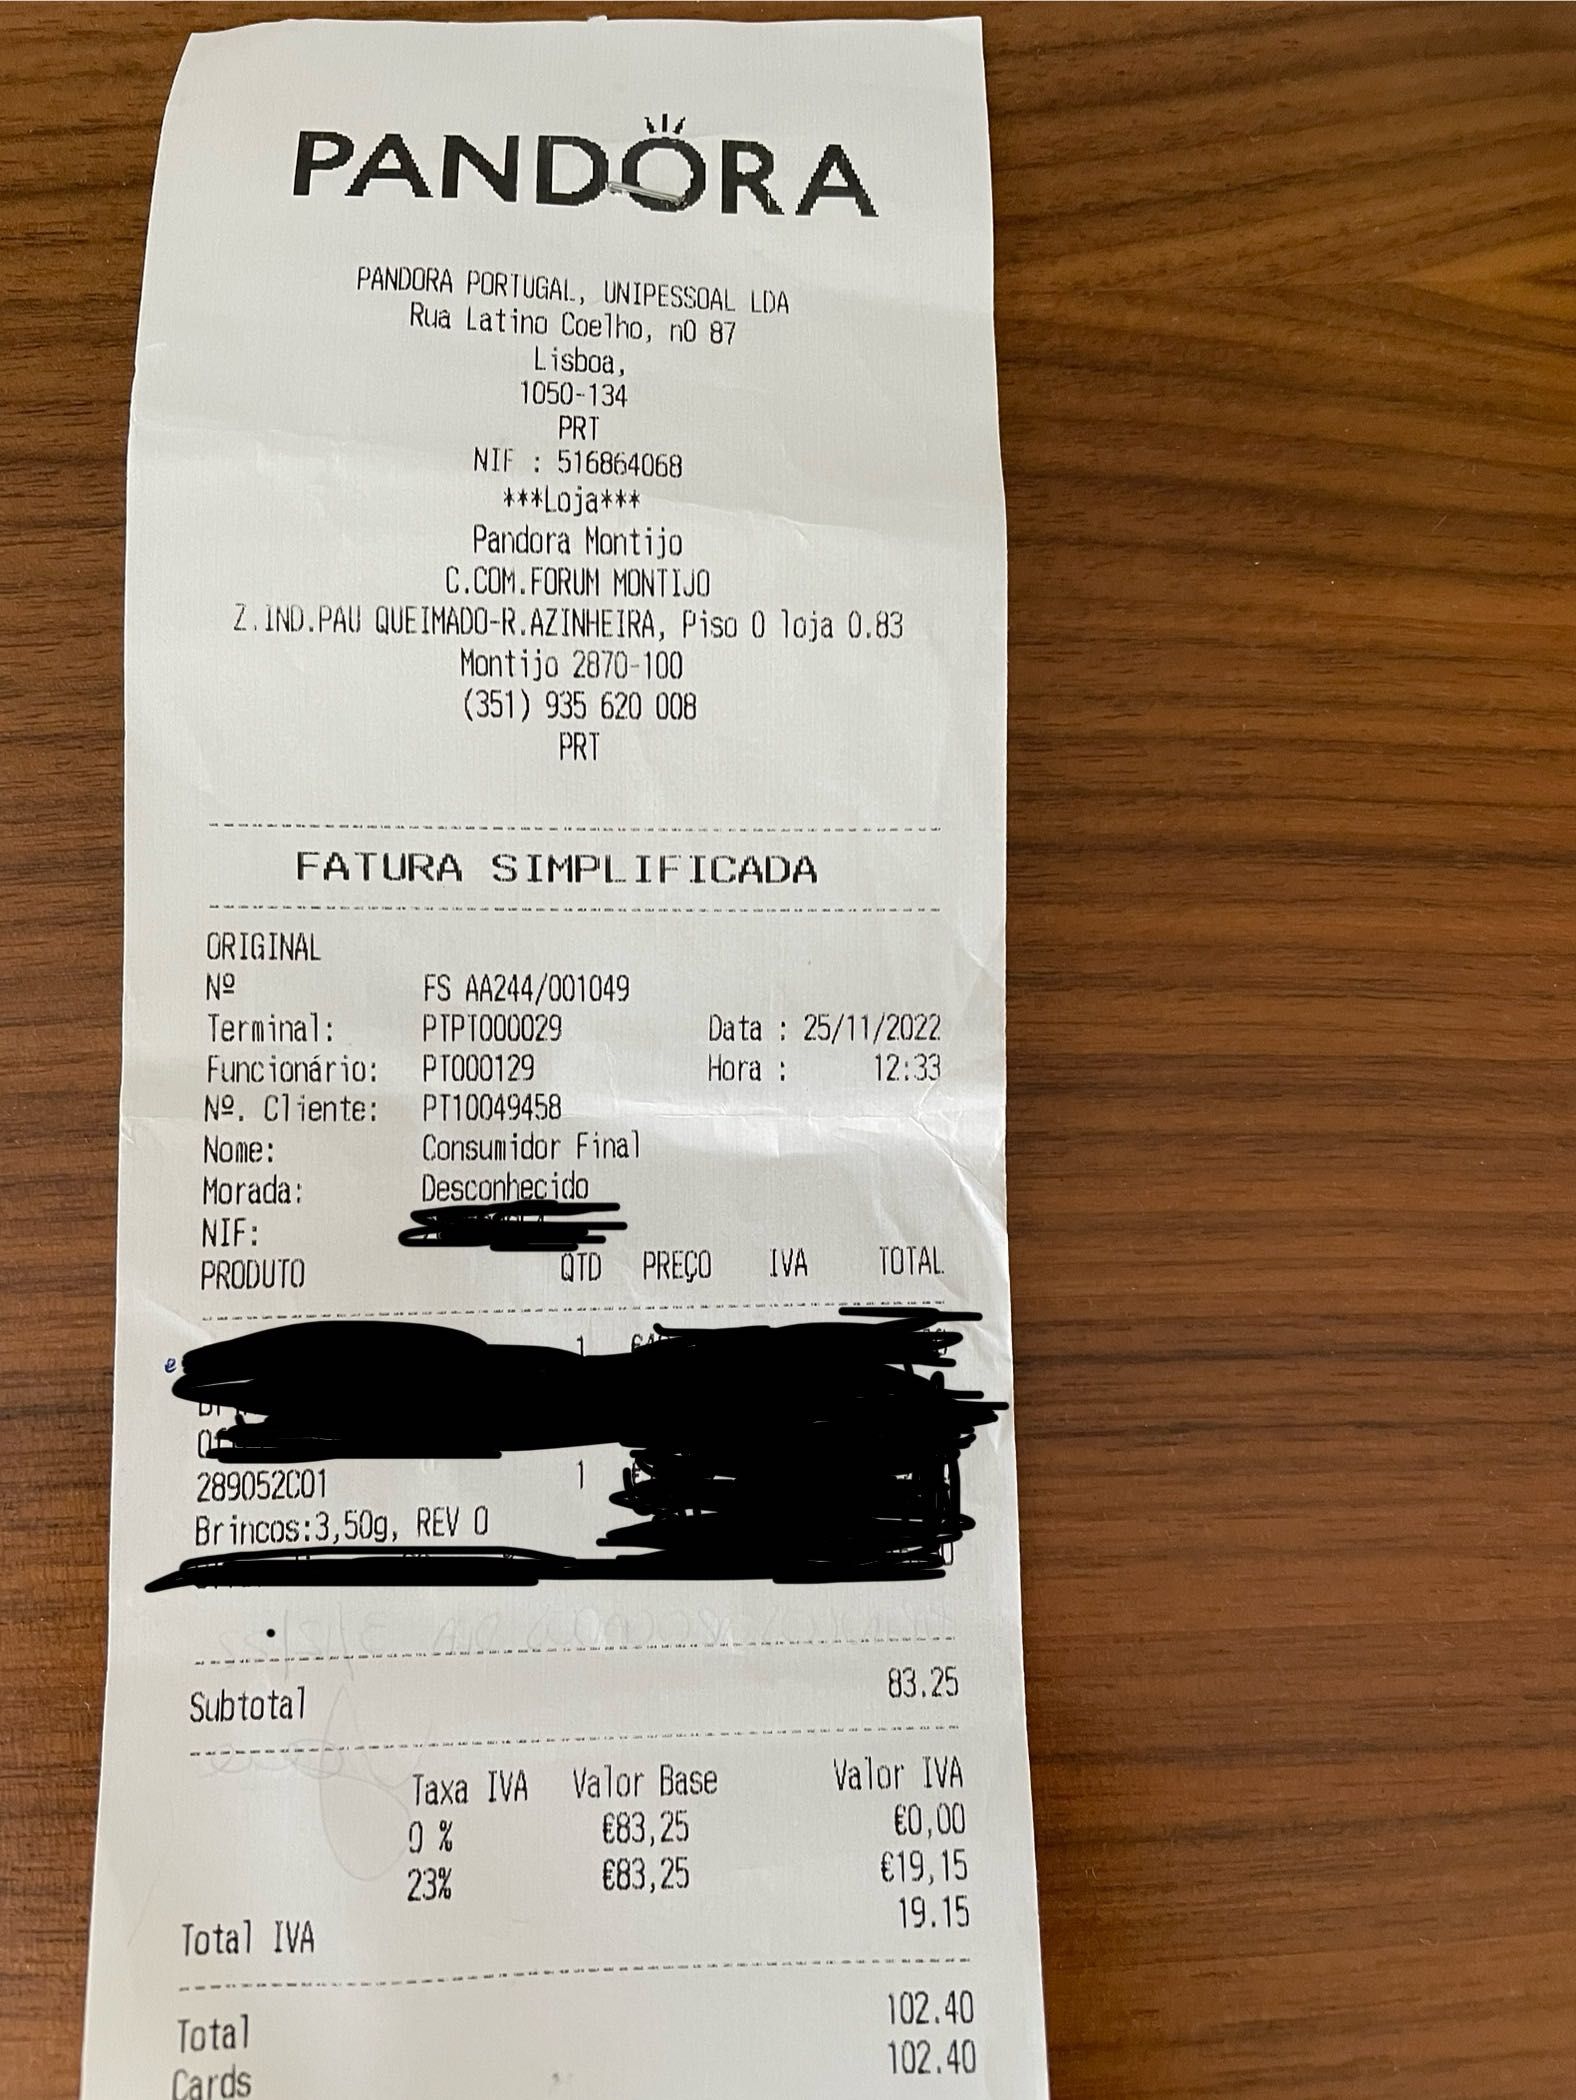 PANDORA
PANDORA PORTUGAL, UNIPESSOAL LDA
Rua Latino Coelho, nO 87
Lisboa,
1050-134
PRT
NIF : 516864068
***Loja***
Pandora Montijo
C.COM.FORUM MONTIJO
Z.IND.PAU QUEIMADO-R.AZINHEIRA, Piso 0 loja 0.83
Montijo 2870-100
(351) 935 620 008
PRT
FATURA SIMPLIFICADA
ORIGINAL
Nº FS AA244/001049
Terminal: PTPT000029 Data : 25/11/2022
Funcionário: PT000129 Hora : 12:33
Nº. Cliente: PT10049458
Nome: Consumidor Final
Morada: Desconhecido
NIF:
PRODUTO QTD PREÇO IVA TOTAL
1
289052C01 1
Brincos:3,50g, REV 0
Subtotal 83.25
Taxa IVA Valor Base Valor IVA
0 % €83,25 €0,00
23% €83,25 €19,15
Total IVA 19.15
Total 102.40
Cards 102.40